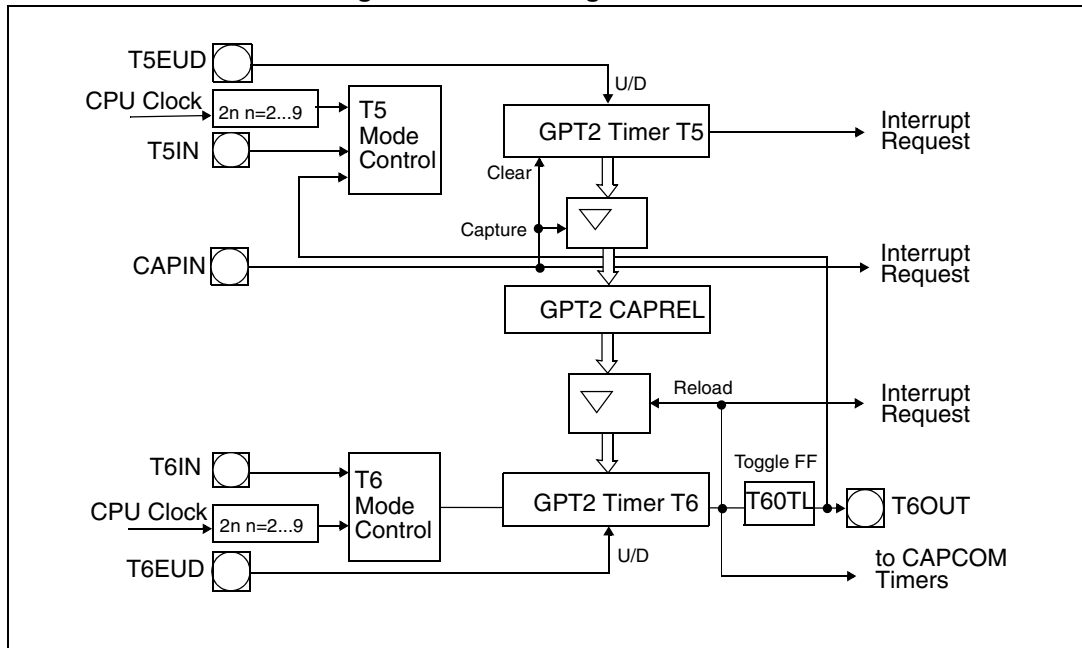 T5EUD
U/D
CPU Clock
2n n=2...9
T5
Mode
Control
GPT2 Timer T5
Interrupt
Request
T5IN
Clear
Capture
CAPIN
Interrupt
Request
GPT2 CAPREL
Reload
Interrupt
Request
T6IN
T6
Mode
Control
Toggle FF
GPT2 Timer T6
T60TL
T6OUT
CPU Clock
2n n=2...9
U/D
T6EUD
to CAPCOM
Timers